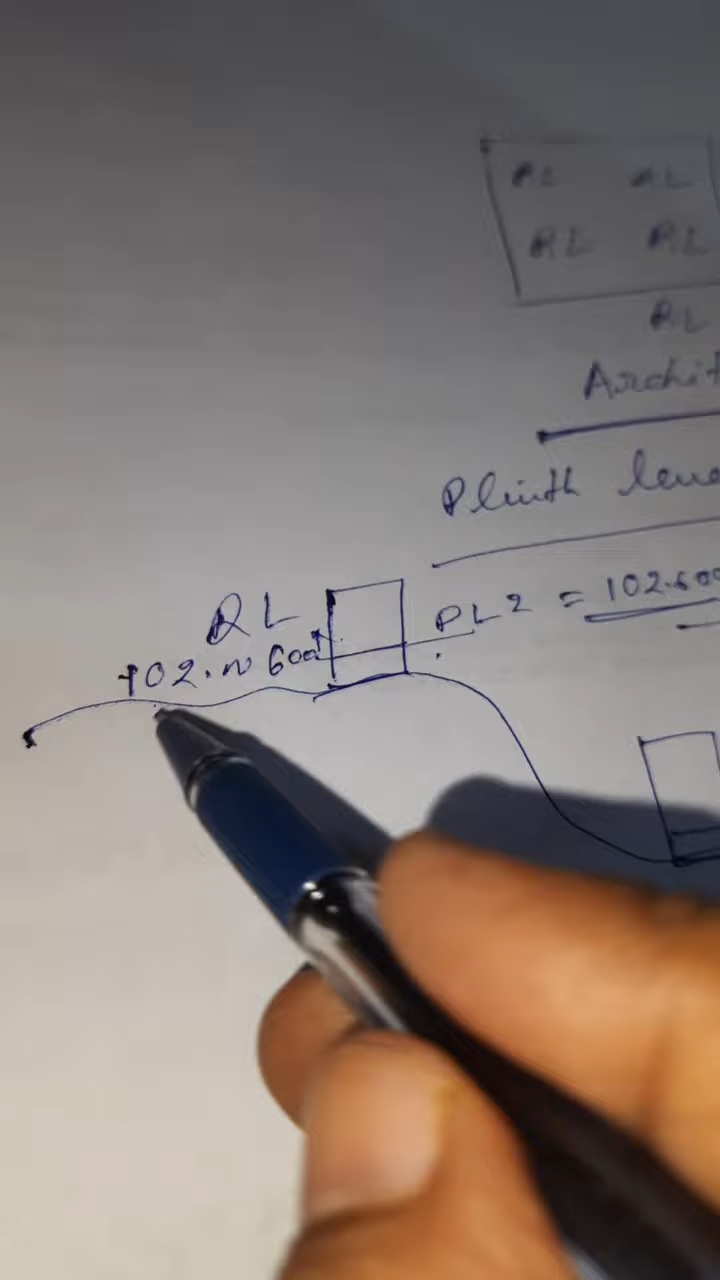 RL RL
RL RL
RL
Archit
Plinth leve
RL
PL2 = 102.600
102. 600